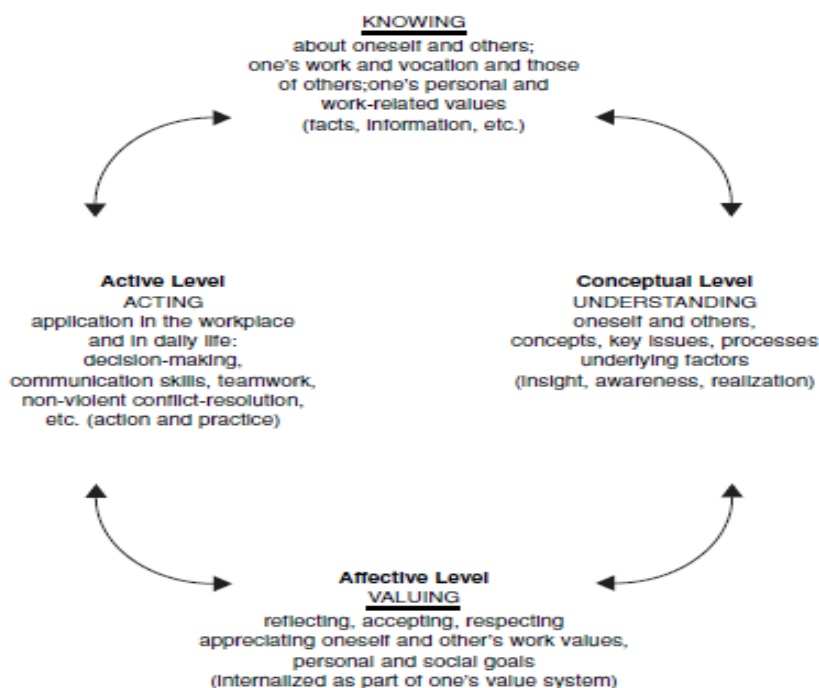 KNOWING
about oneself and others;
one's work and vocation and those
of others;one's personal and
work-related values
(facts, information, etc.)
Active Level
ACTING
application in the workplace
and in daily life:
decision-making,
communication skills, teamwork,
non-violent conflict-resolution,
etc. (action and practice)
Conceptual Level
UNDERSTANDING
oneself and others,
concepts, key issues, processes
underlying factors
(insight, awareness, realization)
Affective Level
VALUING
reflecting, accepting, respecting
appreciating oneself and other's work values,
personal and social goals
(internalized as part of one's value system)